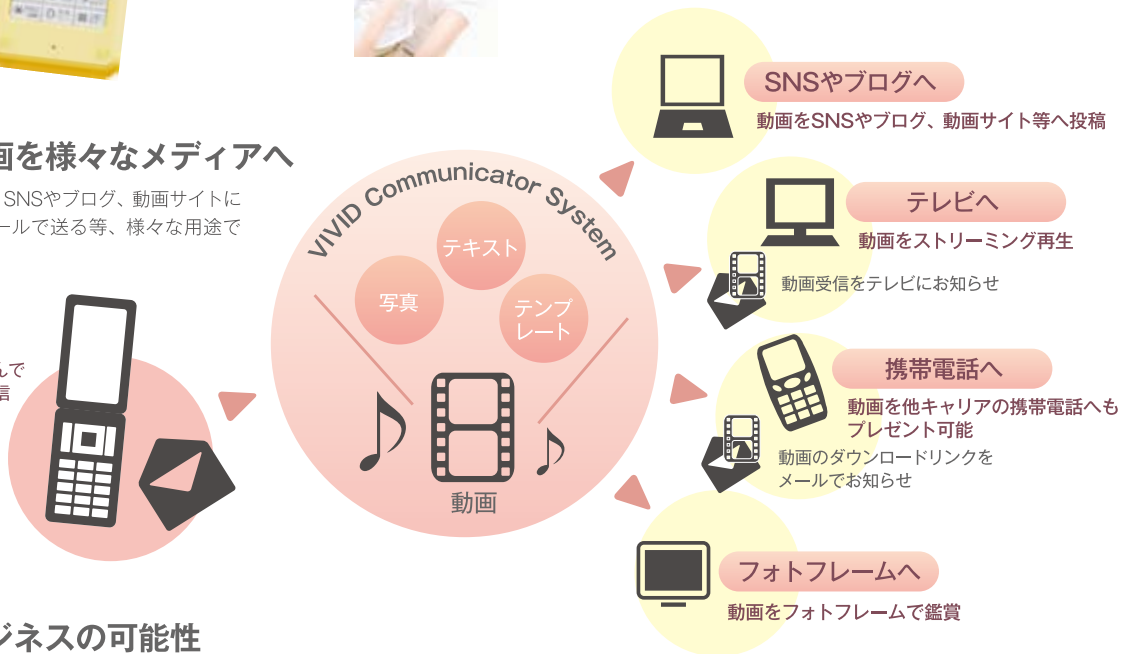 画を様々なメディアへ
SNSやブログ、動画サイトに
ールで送る等、様々な用途で
んで
信
VIVID Communicator System
テキスト
写真
テンプ
レート
動画
SNSやブログへ
動画をSNSやブログ、動画サイト等へ投稿
テレビへ
動画をストリーミング再生
動画受信をテレビにお知らせ
携帯電話へ
動画を他キャリアの携帯電話へも
プレゼント可能
動画のダウンロードリンクを
メールでお知らせ
フォトフレームへ
動画をフォトフレームで鑑賞
ジネスの可能性